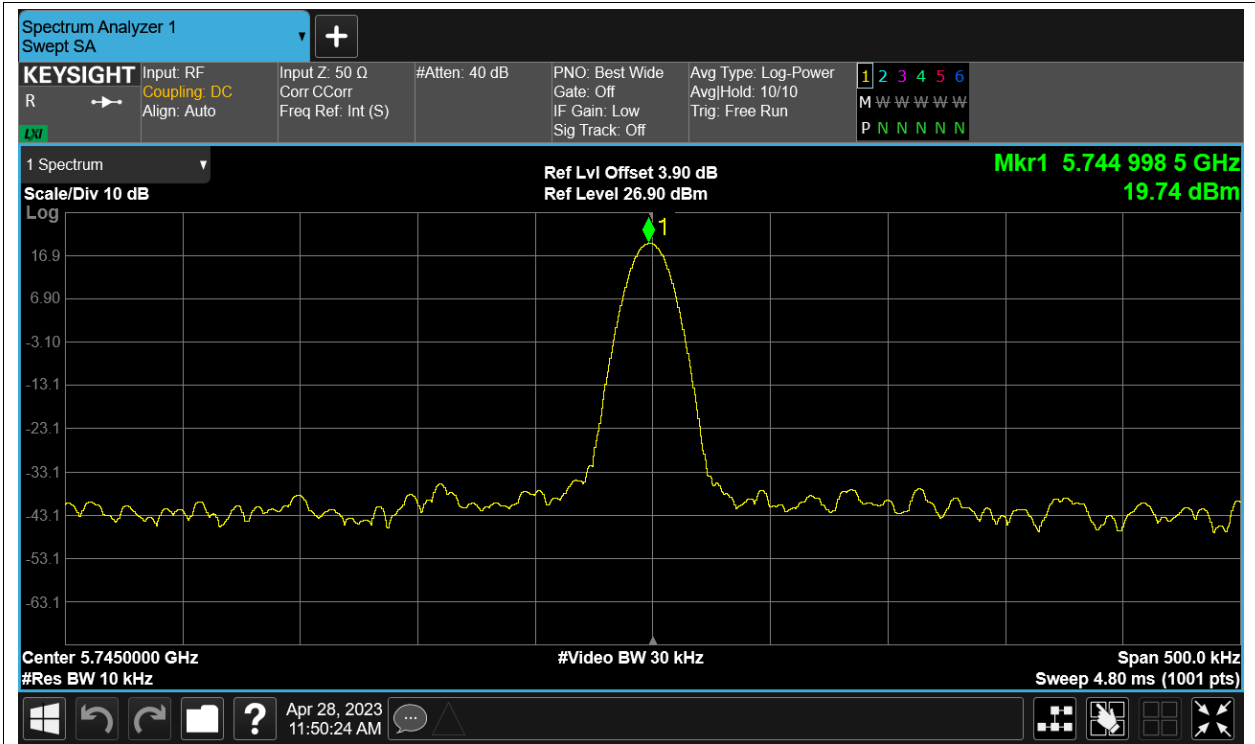 Spectrum Analyzer 1
Swept SA
KEYSIGHT
R
LXI
Input: RF
Coupling: DC
Align: Auto
Input Z: 50 Ω
Corr CCorr
Freq Ref: Int (S)
#Atten: 40 dB
PNO: Best Wide
Gate: Off
IF Gain: Low
Sig Track: Off
Avg Type: Log-Power
Avg|Hold: 10/10
Trig: Free Run
1 2 3 4 5 6
M W W W W W
P N N N N N
1 Spectrum
Scale/Div 10 dB
Log
Ref Lvl Offset 3.90 dB
Ref Level 26.90 dBm
Mkr1 5.744 998 5 GHz
19.74 dBm
1
16.9
6.90
-3.10
-13.1
-23.1
-33.1
-43.1
-53.1
-63.1
Center 5.7450000 GHz
#Video BW 30 kHz
Span 500.0 kHz
#Res BW 10 kHz
Sweep 4.80 ms (1001 pts)
?
Apr 28, 2023
11:50:24 AM